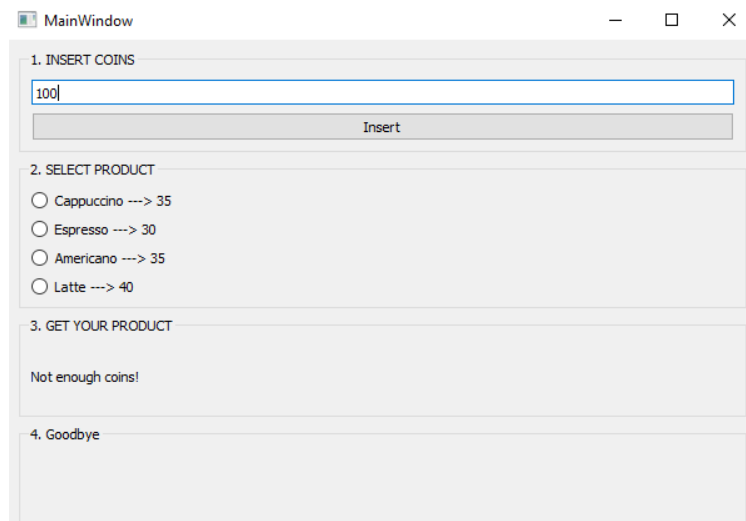 MainWindow
1. INSERT COINS
100
Insert
2. SELECT PRODUCT
Cappuccino ---> 35
Espresso ---> 30
Americano ---> 35
Latte ---> 40
3. GET YOUR PRODUCT
Not enough coins!
4. Goodbye